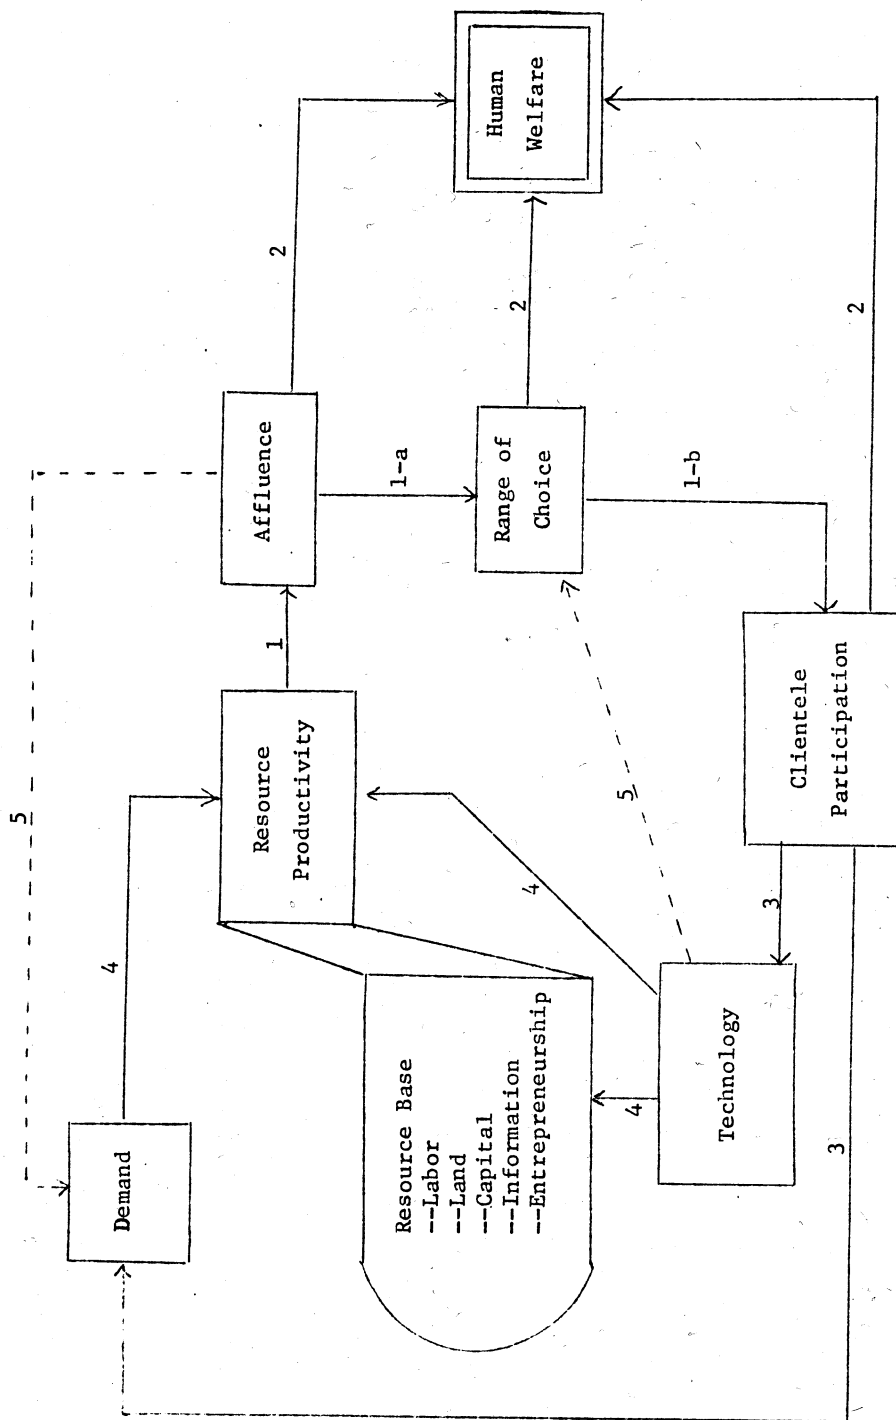 5
Demand
4
Resource
Productivity
1
Affluence
2
Human
Welfare
1-a
Range of
Choice
2
1-b
Resource Base
--Labor
--Land
--Capital
--Information
--Entrepreneurship
4
5
4
Technology
3
Clientele
Participation
2
3